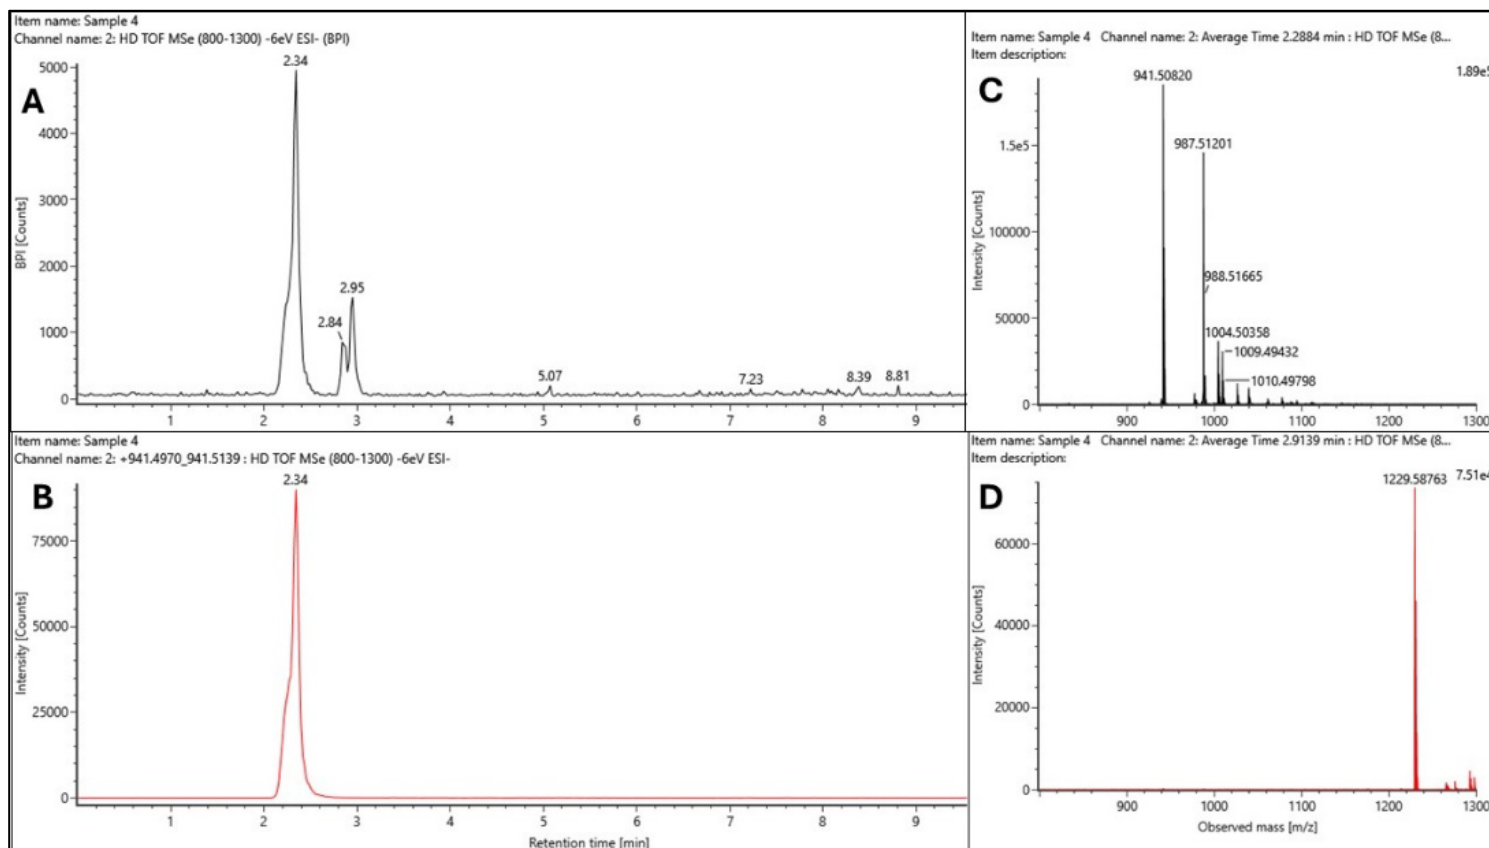 Item name: Sample 4
Channel name: 2: HD TOF MSe (800-1300) -6eV ESI- (BPI)
A
BPI [Counts]
5000
4000
3000
2000
1000
0
2.34
2.84
2.95
5.07
7.23
8.39
8.81
1 2 3 4 5 6 7 8 9
Item name: Sample 4
Channel name: 2: +941.4970_941.5139 : HD TOF MSe (800-1300) -6eV ESI-
B
Intensity [Counts]
75000
50000
25000
0
2.34
1 2 3 4 5 6 7 8 9
Retention time [min]
Item name: Sample 4 Channel name: 2: Average Time 2.2884 min : HD TOF MSe (8...
Item description:
C
1.89e5
Intensity [Counts]
1.5e5
100000
50000
0
941.50820
987.51201
988.51665
1004.50358
1009.49432
1010.49798
900 1000 1100 1200 1300
Item name: Sample 4 Channel name: 2: Average Time 2.9139 min : HD TOF MSe (8...
Item description:
D
1229.58763
Intensity [Counts]
60000
40000
20000
0
900 1000 1100 1200 1300
Observed mass [m/z]